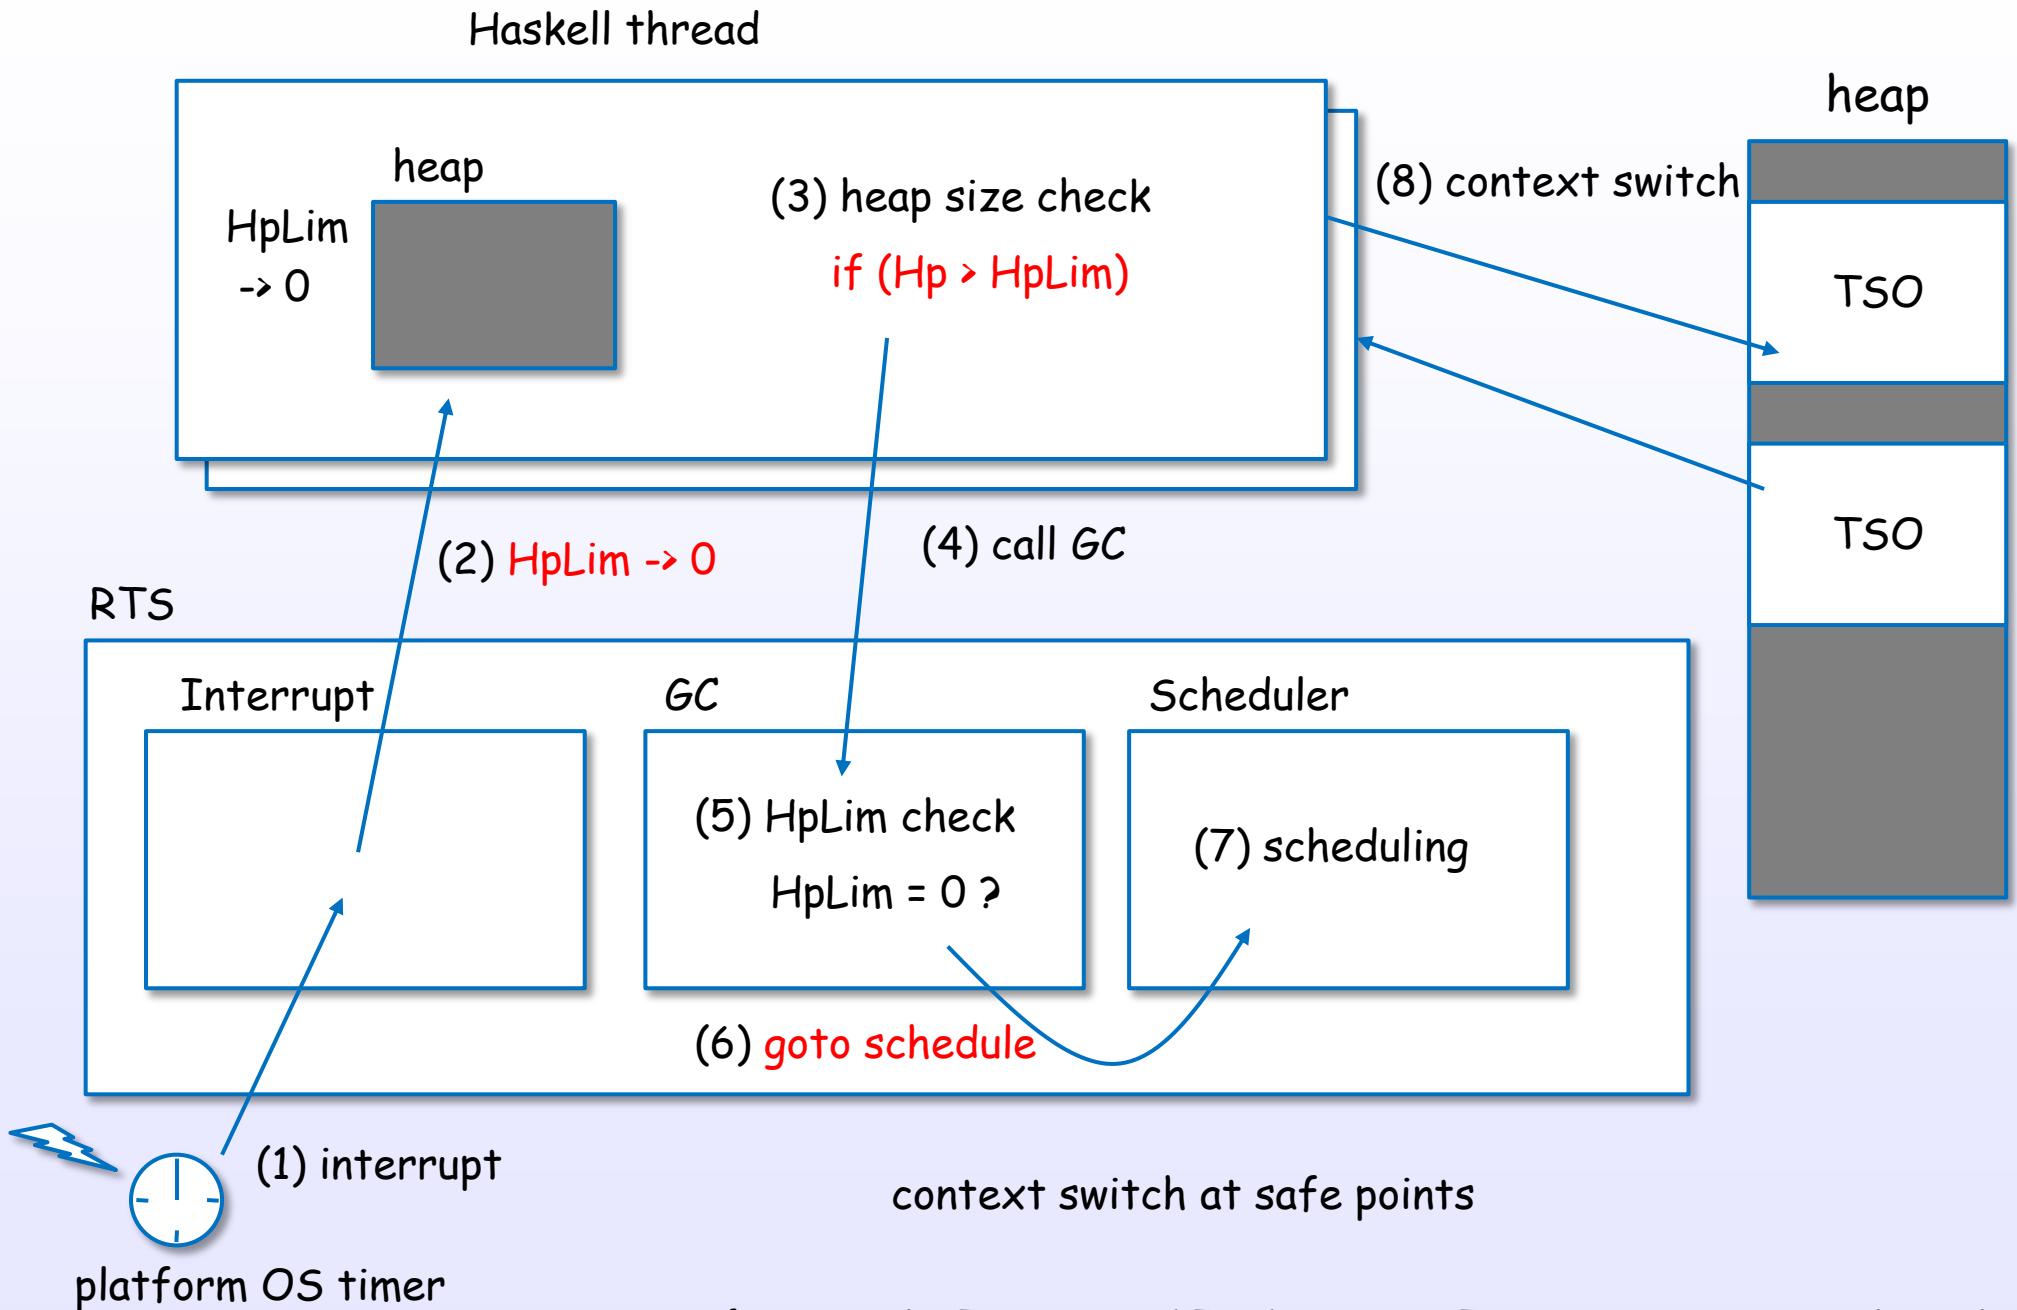 Haskell thread
heap
heap
HpLim
-> 0
(3) heap size check
if (Hp > HpLim)
(8) context switch
TSO
TSO
(2) HpLim -> 0
(4) call GC
RTS
Interrupt
GC
Scheduler
(5) HpLim check
HpLim = 0 ?
(7) scheduling
(6) goto schedule
(1) interrupt
context switch at safe points
platform OS timer